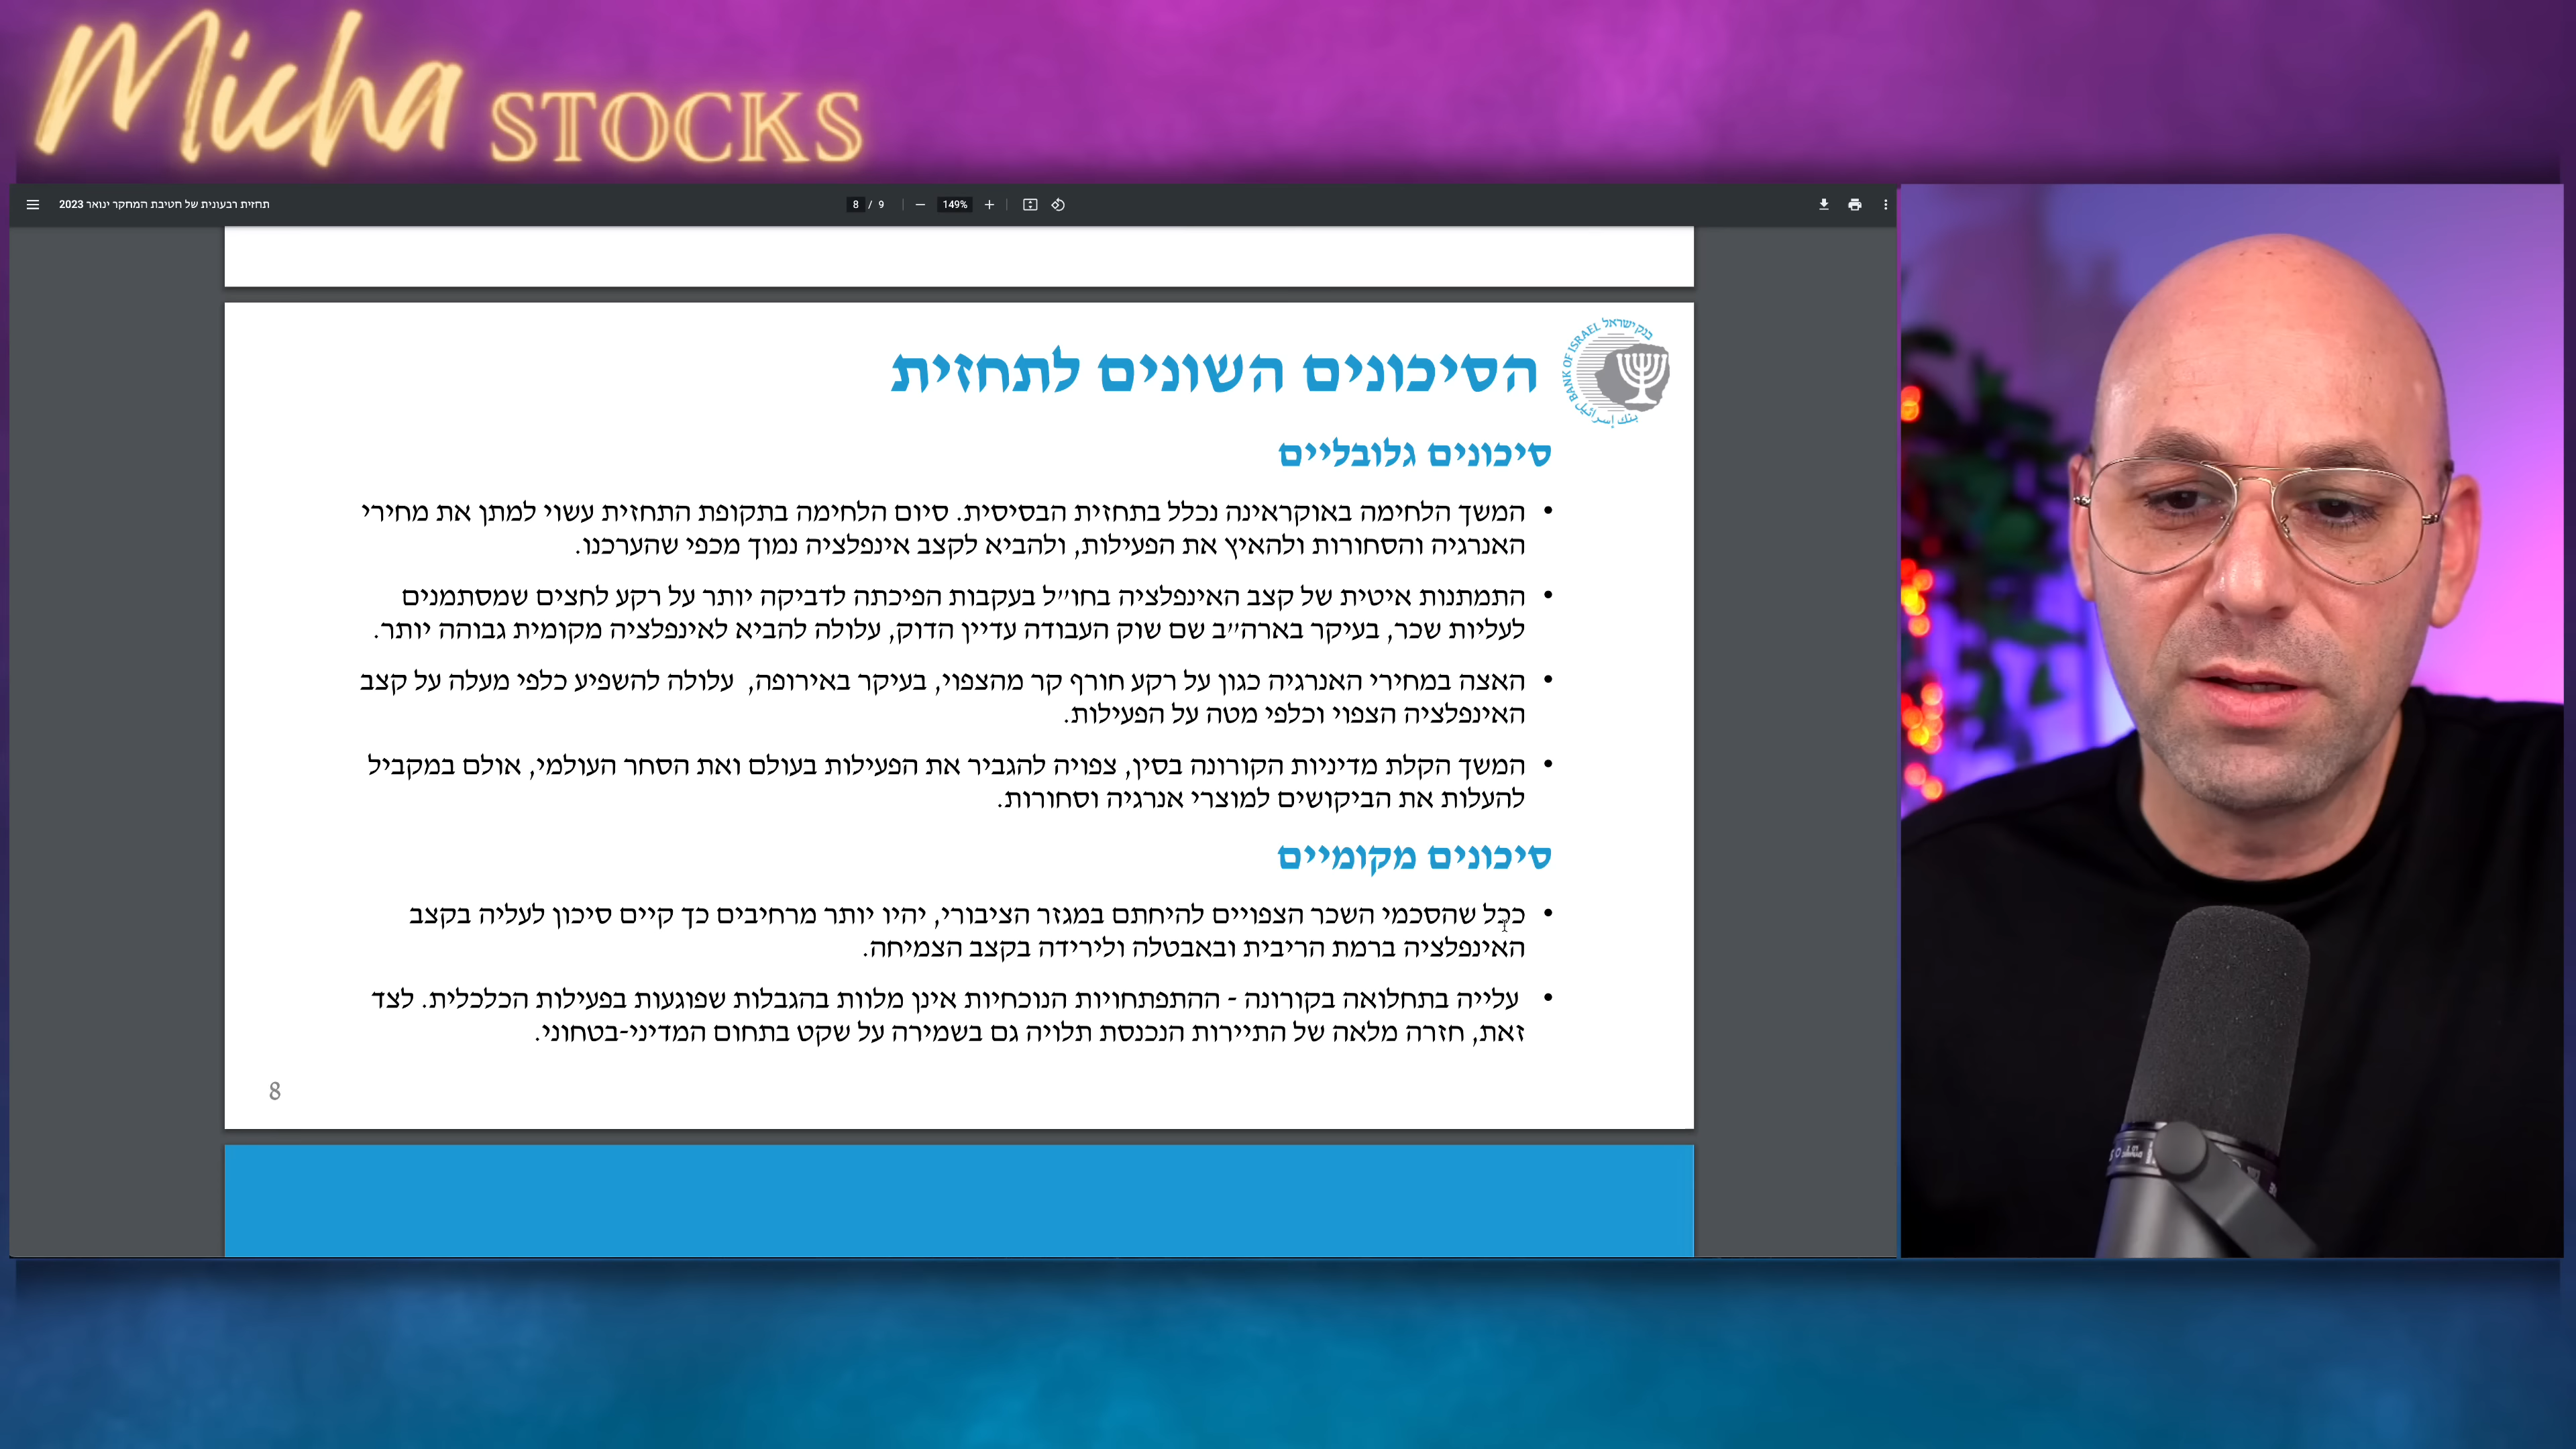 Micha STOCKS
תחזית רבעונית של חטיבת המחקר ינואר 2023
8 / 9
149%
בנק ישראל
BANK OF ISRAEL
بنك إسرائيل
הסיכונים השונים לתחזית
סיכונים גלובליים
• המשך הלחימה באוקראינה נכלל בתחזית הבסיסית. סיום הלחימה בתקופת התחזית עשוי למתן את מחירי
האנרגיה והסחורות ולהאיץ את הפעילות, ולהביא לקצב אינפלציה נמוך מכפי שהערכנו.
• התמתנות איטית של קצב האינפלציה בחו״ל בעקבות הפיכתה לדביקה יותר על רקע לחצים שמסתמנים
לעליות שכר, בעיקר בארה״ב שם שוק העבודה עדיין הדוק, עלולה להביא לאינפלציה מקומית גבוהה יותר.
• האצה במחירי האנרגיה כגון על רקע חורף קר מהצפוי, בעיקר באירופה, עלולה להשפיע כלפי מעלה על קצב
האינפלציה הצפוי וכלפי מטה על הפעילות.
• המשך הקלת מדיניות הקורונה בסין, צפויה להגביר את הפעילות בעולם ואת הסחר העולמי, אולם במקביל
להעלות את הביקושים למוצרי אנרגיה וסחורות.
סיכונים מקומיים
• ככל שהסכמי השכר הצפויים להיחתם במגזר הציבורי, יהיו יותר מרחיבים כך קיים סיכון לעליה בקצב
האינפלציה ברמת הריבית ובאבטלה ולירידה בקצב הצמיחה.
• עלייה בתחלואה בקורונה - ההתפתחויות הנוכחיות אינן מלוות בהגבלות שפוגעות בפעילות הכלכלית. לצד
זאת, חזרה מלאה של התיירות הנכנסת תלויה גם בשמירה על שקט בתחום המדיני-בטחוני.
8